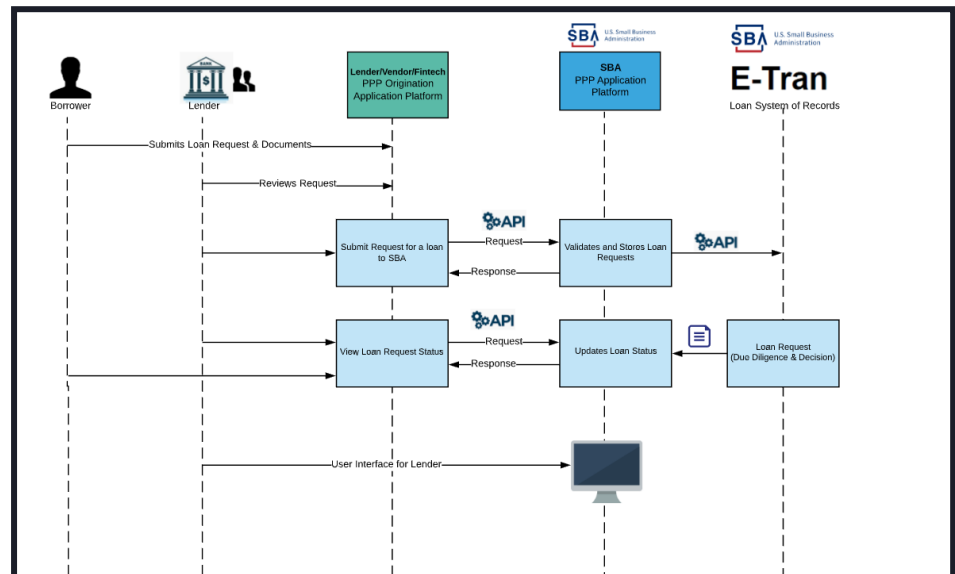 SBA
U.S. Small Business
Administration
SBA
U.S. Small Business
Administration
BANK
$
Lender/Vendor/Fintech
PPP Origination
Application Platform
SBA
PPP Application
Platform
E-Tran
Borrower
Lender
Loan System of Records
Submits Loan Request & Documents
Reviews Request
API
Request
Submit Request for a loan
to SBA
Validates and Stores Loan
Requests
API
Response
API
Request
View Loan Request Status
Updates Loan Status
Loan Request
(Due Diligence & Decision)
Response
User Interface for Lender